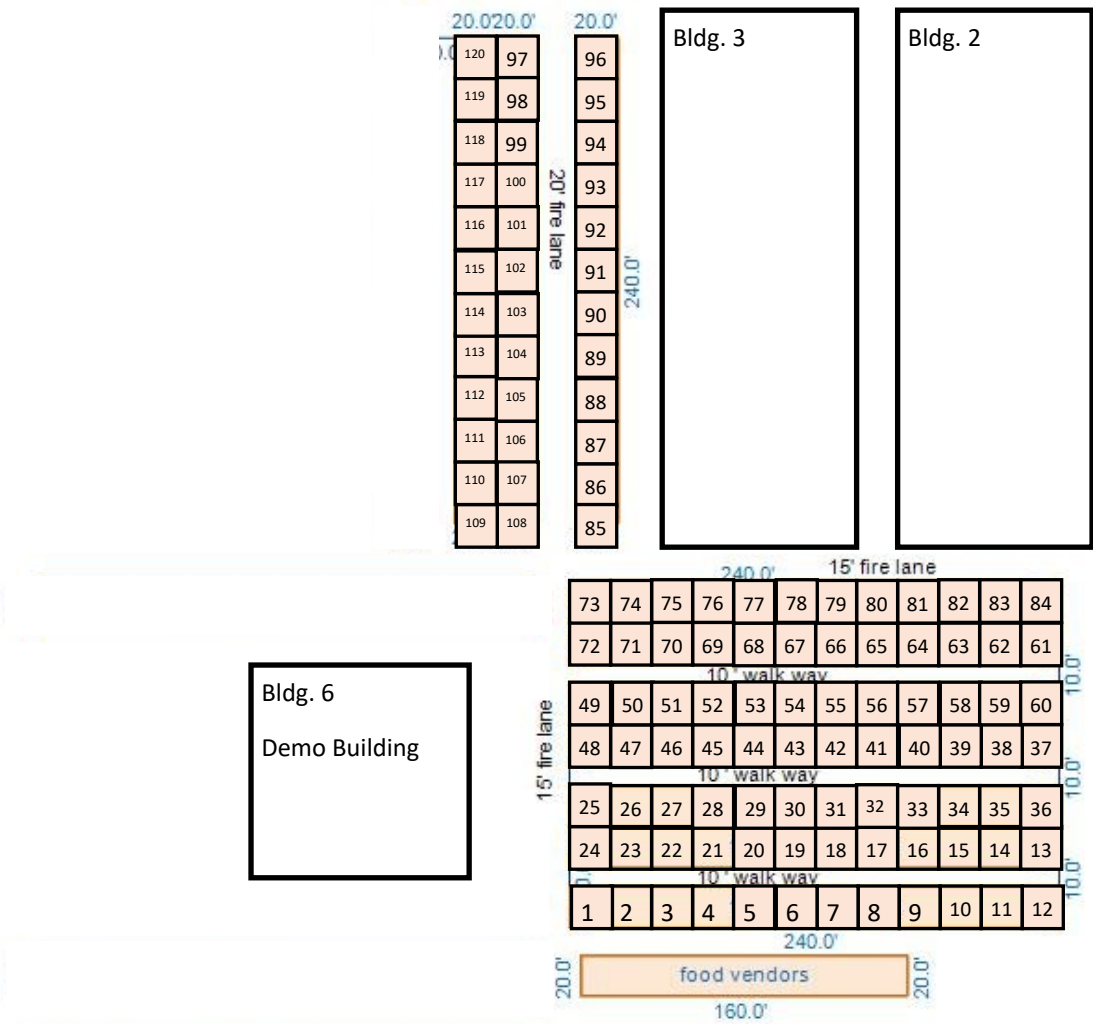 20.0' 20.0' 20.0'
Bldg. 3 Bldg. 2
120 97 96
119 98 95
118 99 94
117 100 93
116 101 92
115 102 91
114 103 90
113 104 89
112 105 88
111 106 87
110 107 86
109 108 85
20' fire lane
240.0'
240.0' 15' fire lane
73 74 75 76 77 78 79 80 81 82 83 84
72 71 70 69 68 67 66 65 64 63 62 61
10 ' walk way 10.0'
Bldg. 6
Demo Building
15' fire lane
49 50 51 52 53 54 55 56 57 58 59 60
48 47 46 45 44 43 42 41 40 39 38 37
10 ' walk way 10.0'
25 26 27 28 29 30 31 32 33 34 35 36
24 23 22 21 20 19 18 17 16 15 14 13
10 ' walk way 10.0'
1 2 3 4 5 6 7 8 9 10 11 12
240.0'
20.0' food vendors 20.0'
160.0'